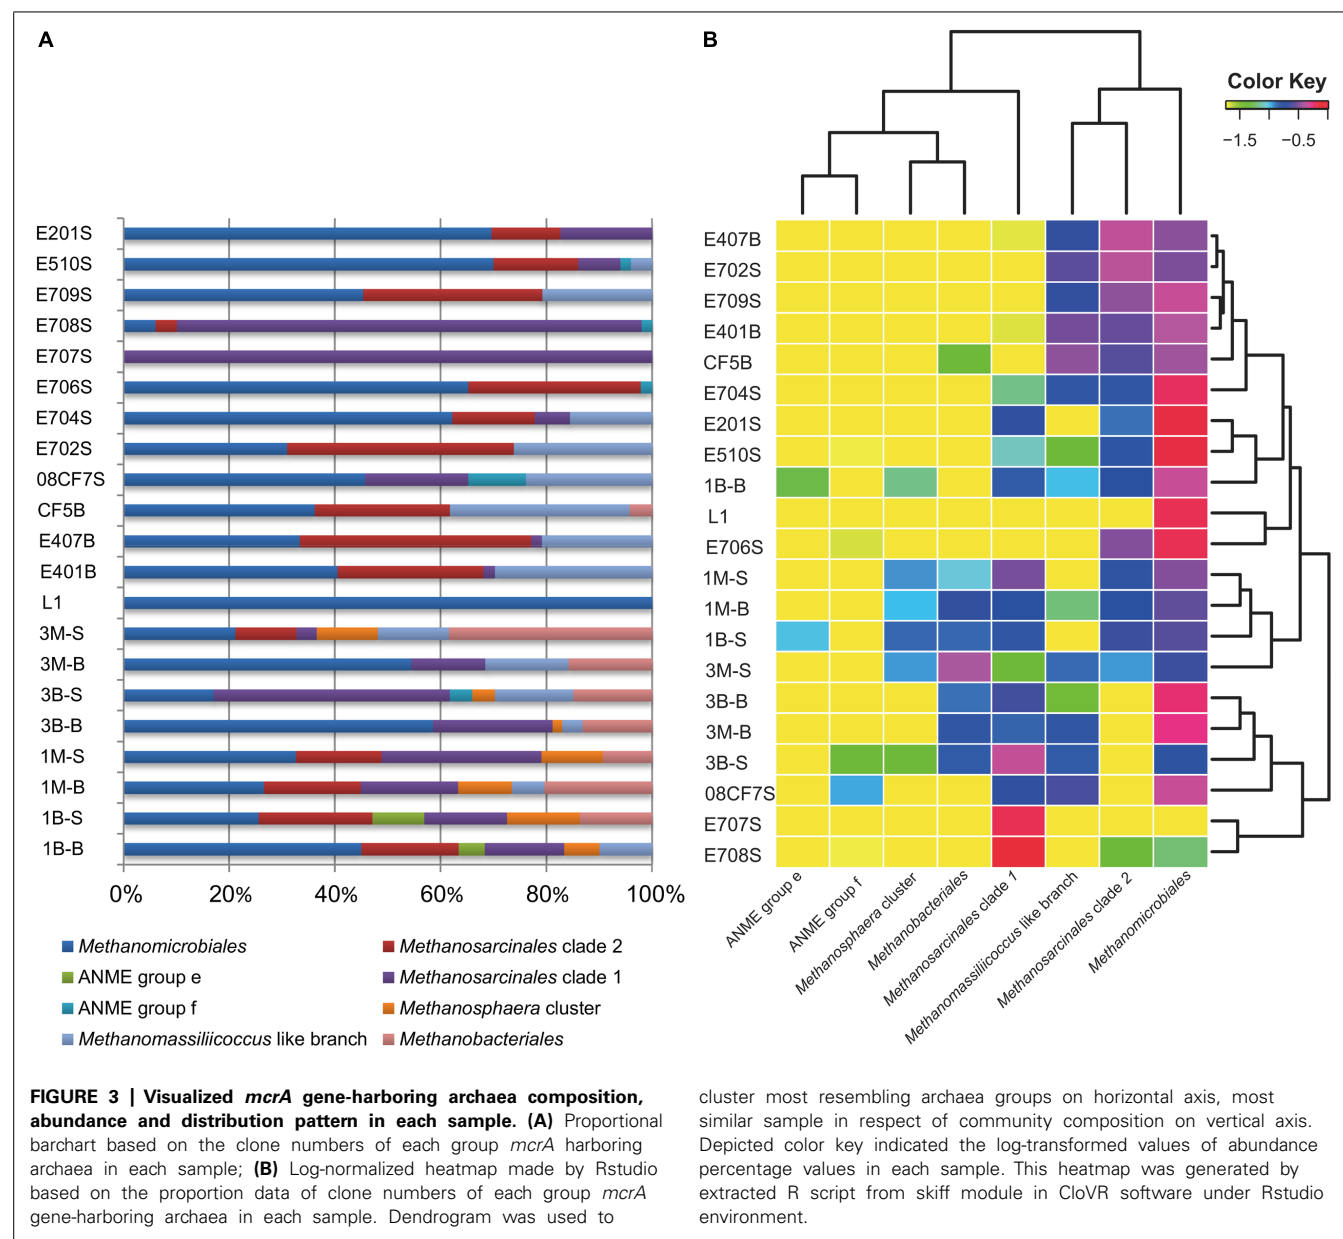 A
E201S
E510S
E709S
E708S
E707S
E706S
E704S
E702S
08CF7S
CF5B
E407B
E401B
L1
3M-S
3M-B
3B-S
3B-B
1M-S
1M-B
1B-S
1B-B
0% 20% 40% 60% 80% 100%
Methanomicrobiales
Methanosarcinales clade 2
ANME group e
Methanosarcinales clade 1
ANME group f
Methanosphaera cluster
Methanomassiliicoccus like branch
Methanobacteriales
B
Color Key
−1.5 −0.5
E407B
E702S
E709S
E401B
CF5B
E704S
E201S
E510S
1B-B
L1
E706S
1M-S
1M-B
1B-S
3M-S
3B-B
3M-B
3B-S
08CF7S
E707S
E708S
ANME group e
ANME group f
Methanosphaera cluster
Methanobacteriales
Methanosarcinales clade 1
Methanomassiliicoccus like branch
Methanosarcinales clade 2
Methanomicrobiales
FIGURE 3 | Visualized mcrA gene-harboring archaea composition,
abundance and distribution pattern in each sample. (A) Proportional
barchart based on the clone numbers of each group mcrA harboring
archaea in each sample; (B) Log-normalized heatmap made by Rstudio
based on the proportion data of clone numbers of each group mcrA
gene-harboring archaea in each sample. Dendrogram was used to
cluster most resembling archaea groups on horizontal axis, most
similar sample in respect of community composition on vertical axis.
Depicted color key indicated the log-transformed values of abundance
percentage values in each sample. This heatmap was generated by
extracted R script from skiff module in CloVR software under Rstudio
environment.